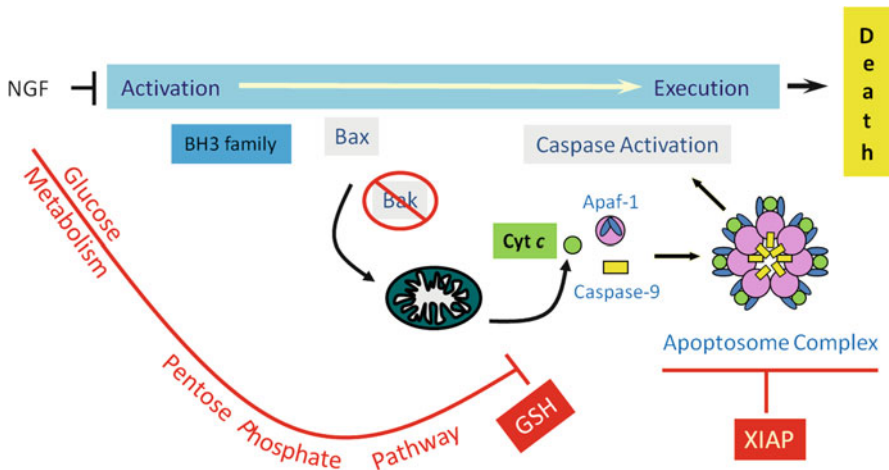 NGF
Activation
Execution
Death
BH3 family
Bax
Bak
Caspase Activation
Cyt c
Apaf-1
Caspase-9
Apoptosome Complex
XIAP
Glucose
Metabolism
Pentose Phosphate Pathway
GSH